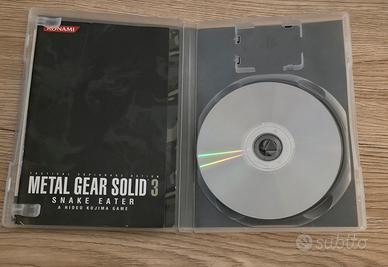 KONAMI
TACTICAL ESPIONAGE ACTION
METAL GEAR SOLID 3
SNAKE EATER
A HIDEO KOJIMA GAME
subito